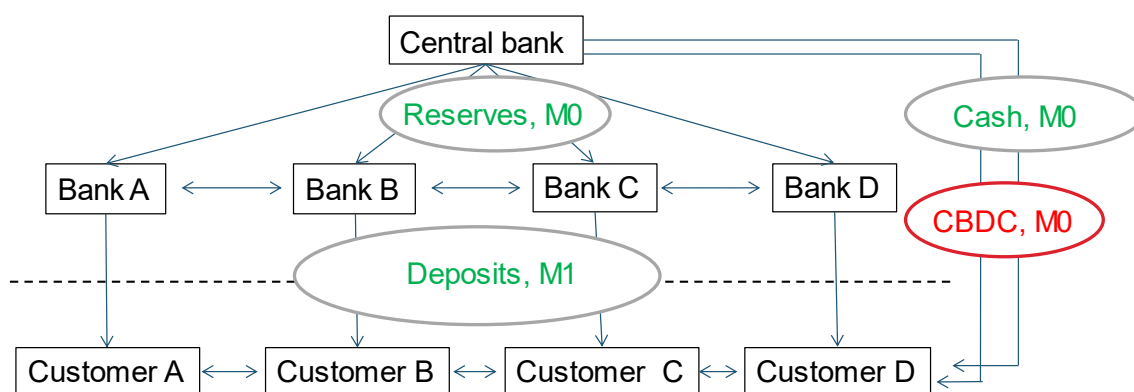 Central bank
Reserves, M0
Cash, M0
Bank A
Bank B
Bank C
Bank D
CBDC, M0
Deposits, M1
Customer A
Customer B
Customer C
Customer D